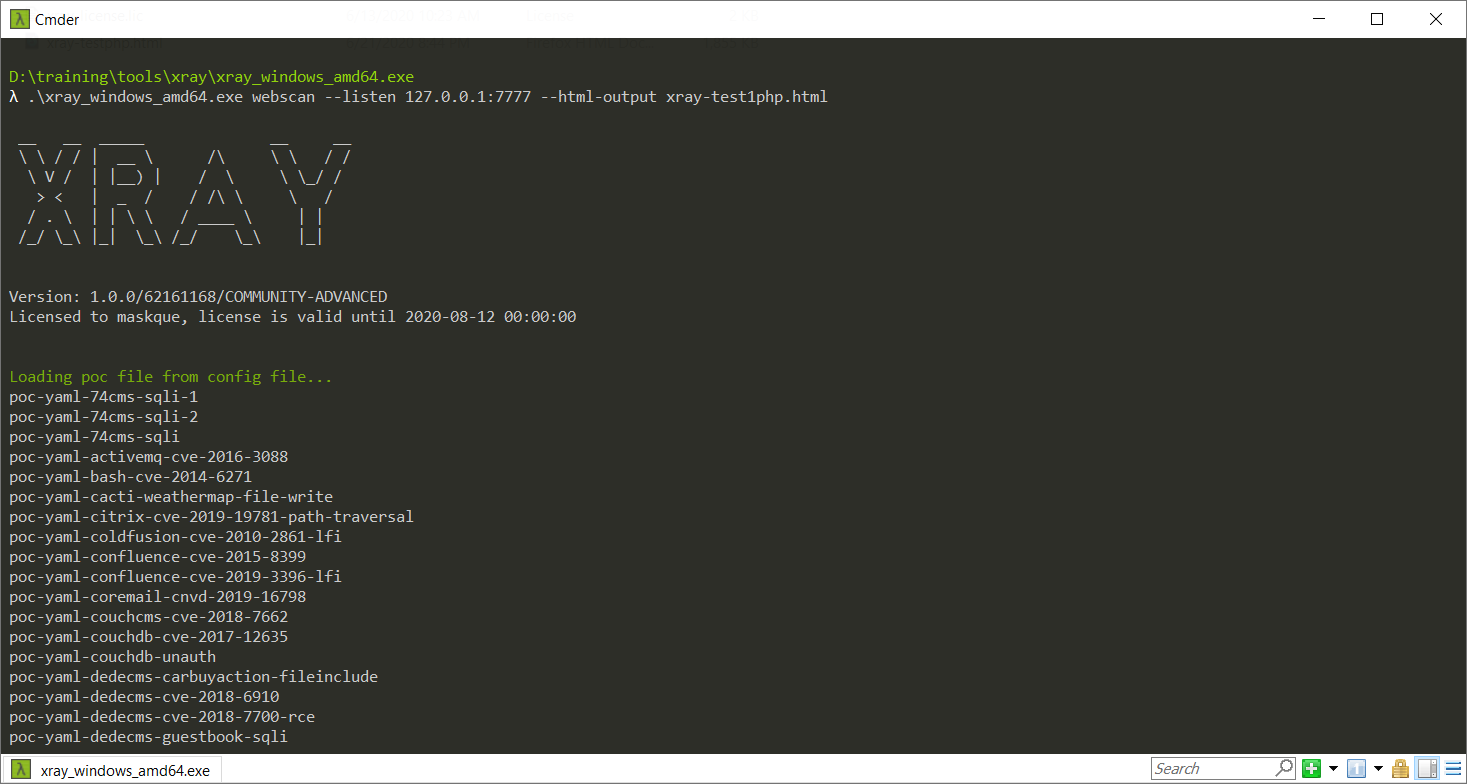 Cmder
D:\training\tools\xray\xray_windows_amd64.exe
λ .\xray_windows_amd64.exe webscan --listen 127.0.0.1:7777 --html-output xray-test1php.html
XRAY
Version: 1.0.0/62161168/COMMUNITY-ADVANCED
Licensed to maskque, license is valid until 2020-08-12 00:00:00
Loading poc file from config file...
poc-yaml-74cms-sqli-1
poc-yaml-74cms-sqli-2
poc-yaml-74cms-sqli
poc-yaml-activemq-cve-2016-3088
poc-yaml-bash-cve-2014-6271
poc-yaml-cacti-weathermap-file-write
poc-yaml-citrix-cve-2019-19781-path-traversal
poc-yaml-coldfusion-cve-2010-2861-lfi
poc-yaml-confluence-cve-2015-8399
poc-yaml-confluence-cve-2019-3396-lfi
poc-yaml-coremail-cnvd-2019-16798
poc-yaml-couchcms-cve-2018-7662
poc-yaml-couchdb-cve-2017-12635
poc-yaml-couchdb-unauth
poc-yaml-dedecms-carbuyaction-fileinclude
poc-yaml-dedecms-cve-2018-6910
poc-yaml-dedecms-cve-2018-7700-rce
poc-yaml-dedecms-guestbook-sqli
xray_windows_amd64.exe
Search